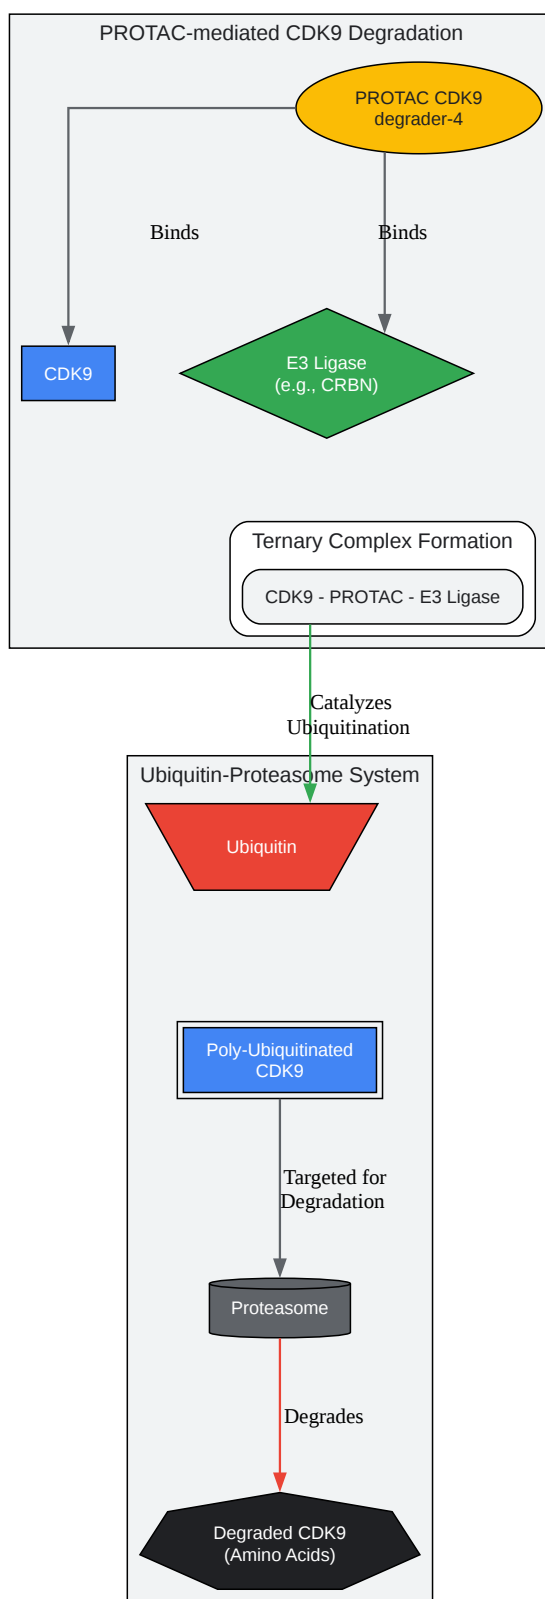 PROTAC-mediated CDK9 Degradation
PROTAC CDK9
degrader-4
Binds
Binds
CDK9
E3 Ligase
(e.g., CRBN)
Ternary Complex Formation
CDK9 - PROTAC - E3 Ligase
Catalyzes
Ubiquitination
Ubiquitin-Proteasome System
Ubiquitin
Poly-Ubiquitinated
CDK9
Targeted for
Degradation
Proteasome
Degrades
Degraded CDK9
(Amino Acids)